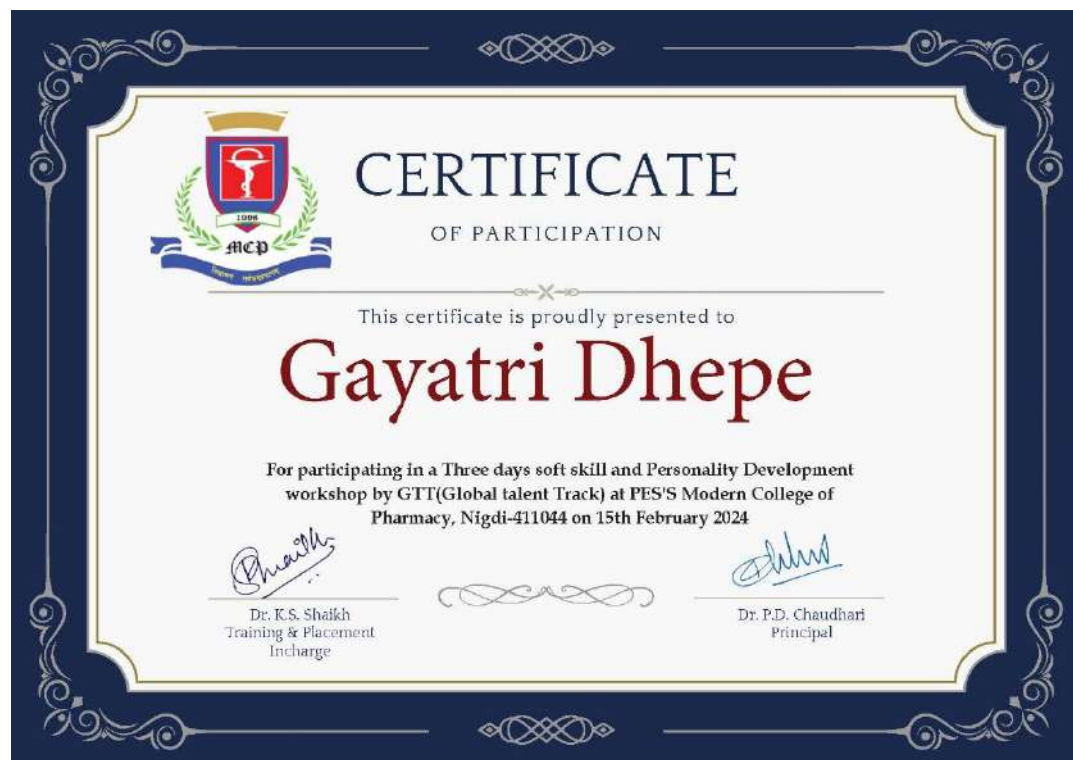 CERTIFICATE
OF PARTICIPATION
MCP
This certificate is proudly presented to
Gayatri Dhepe
For participating in a Three days soft skill and Personality Development
workshop by GTT(Global talent Track) at PES'S Modern College of
Pharmacy, Nigdi-411044 on 15th February 2024
Dr. K.S. Shaikh
Training & Placement
Incharge
Dr. P.D. Chaudhari
Principal